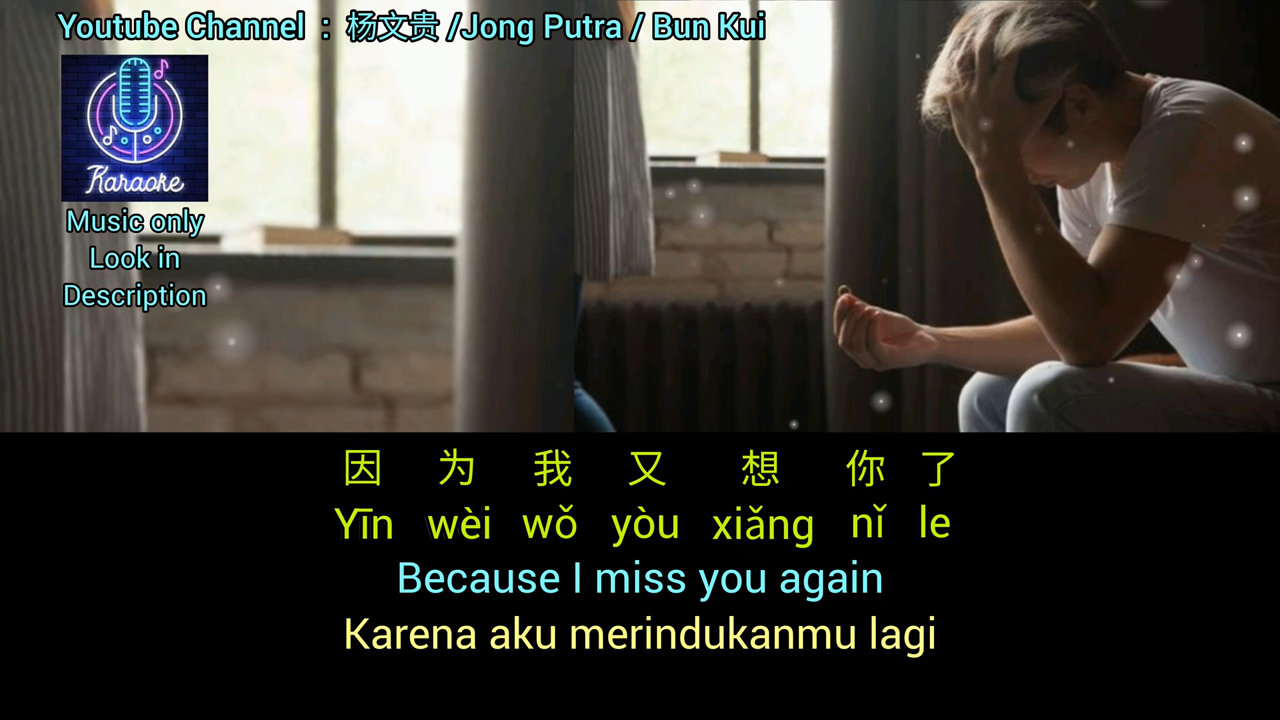 Youtube Channel : 杨文贵 /Jong Putra / Bun Kui
Karaoke
Music only
Look in
Description
因 为 我 又 想 你 了
Yīn wèi wǒ yòu xiǎng nǐ le
Because I miss you again
Karena aku merindukanmu lagi